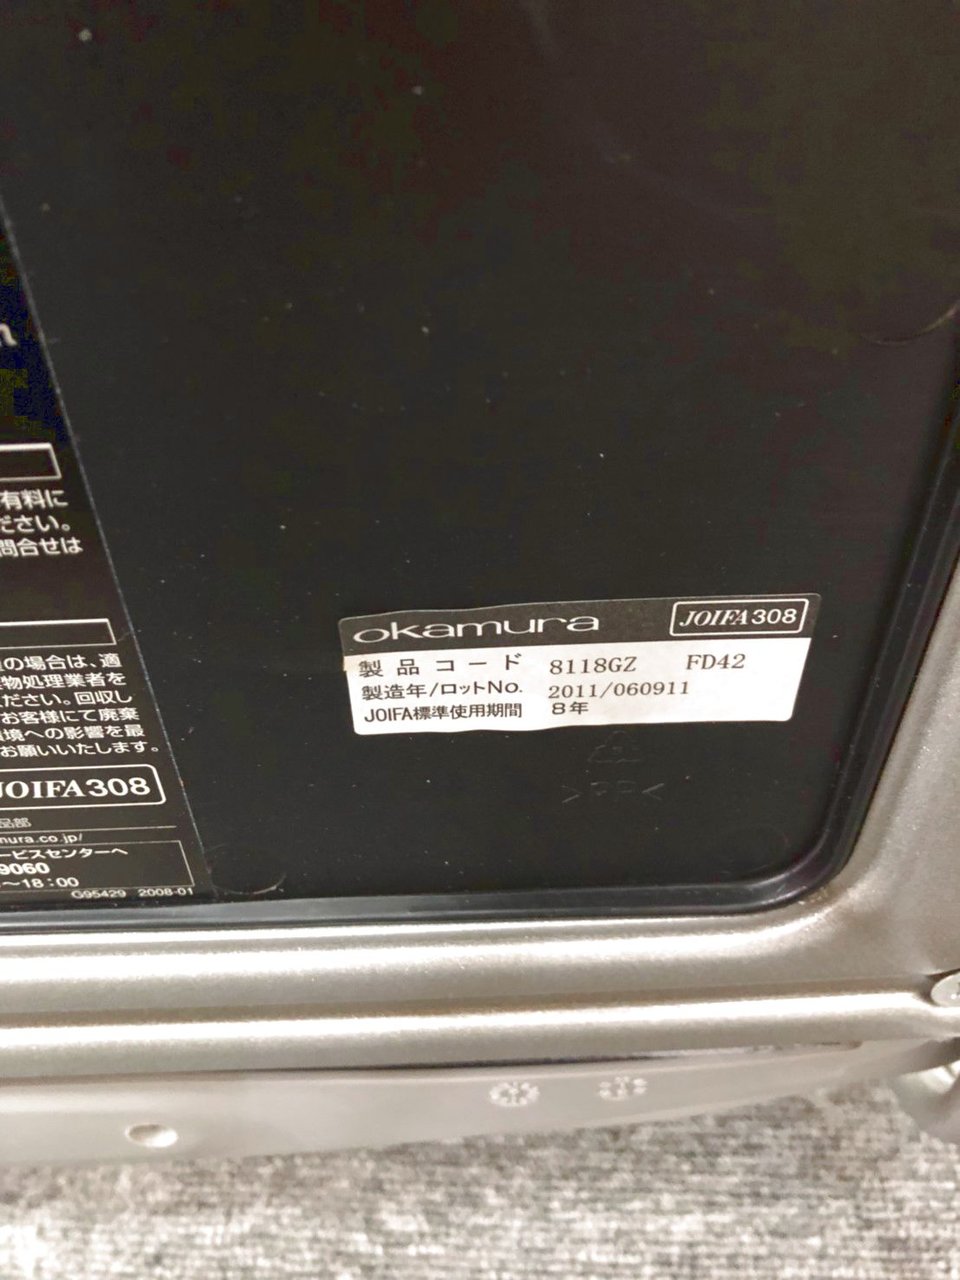 有料に
ださい。
問合せは
の場合は、適
物処理業者を
ださい。回収し
お客様にて廃棄
境への影響を最
お願いいたします。
JOIFA308
品部
mura.co.jp/
ービスセンターへ
9060
～18:00
G95429 2008-01
okamura JOIFA308
製品コード 8118GZ FD42
製造年/ロットNo. 2011/060911
JOIFA標準使用期間 8年
>PP<